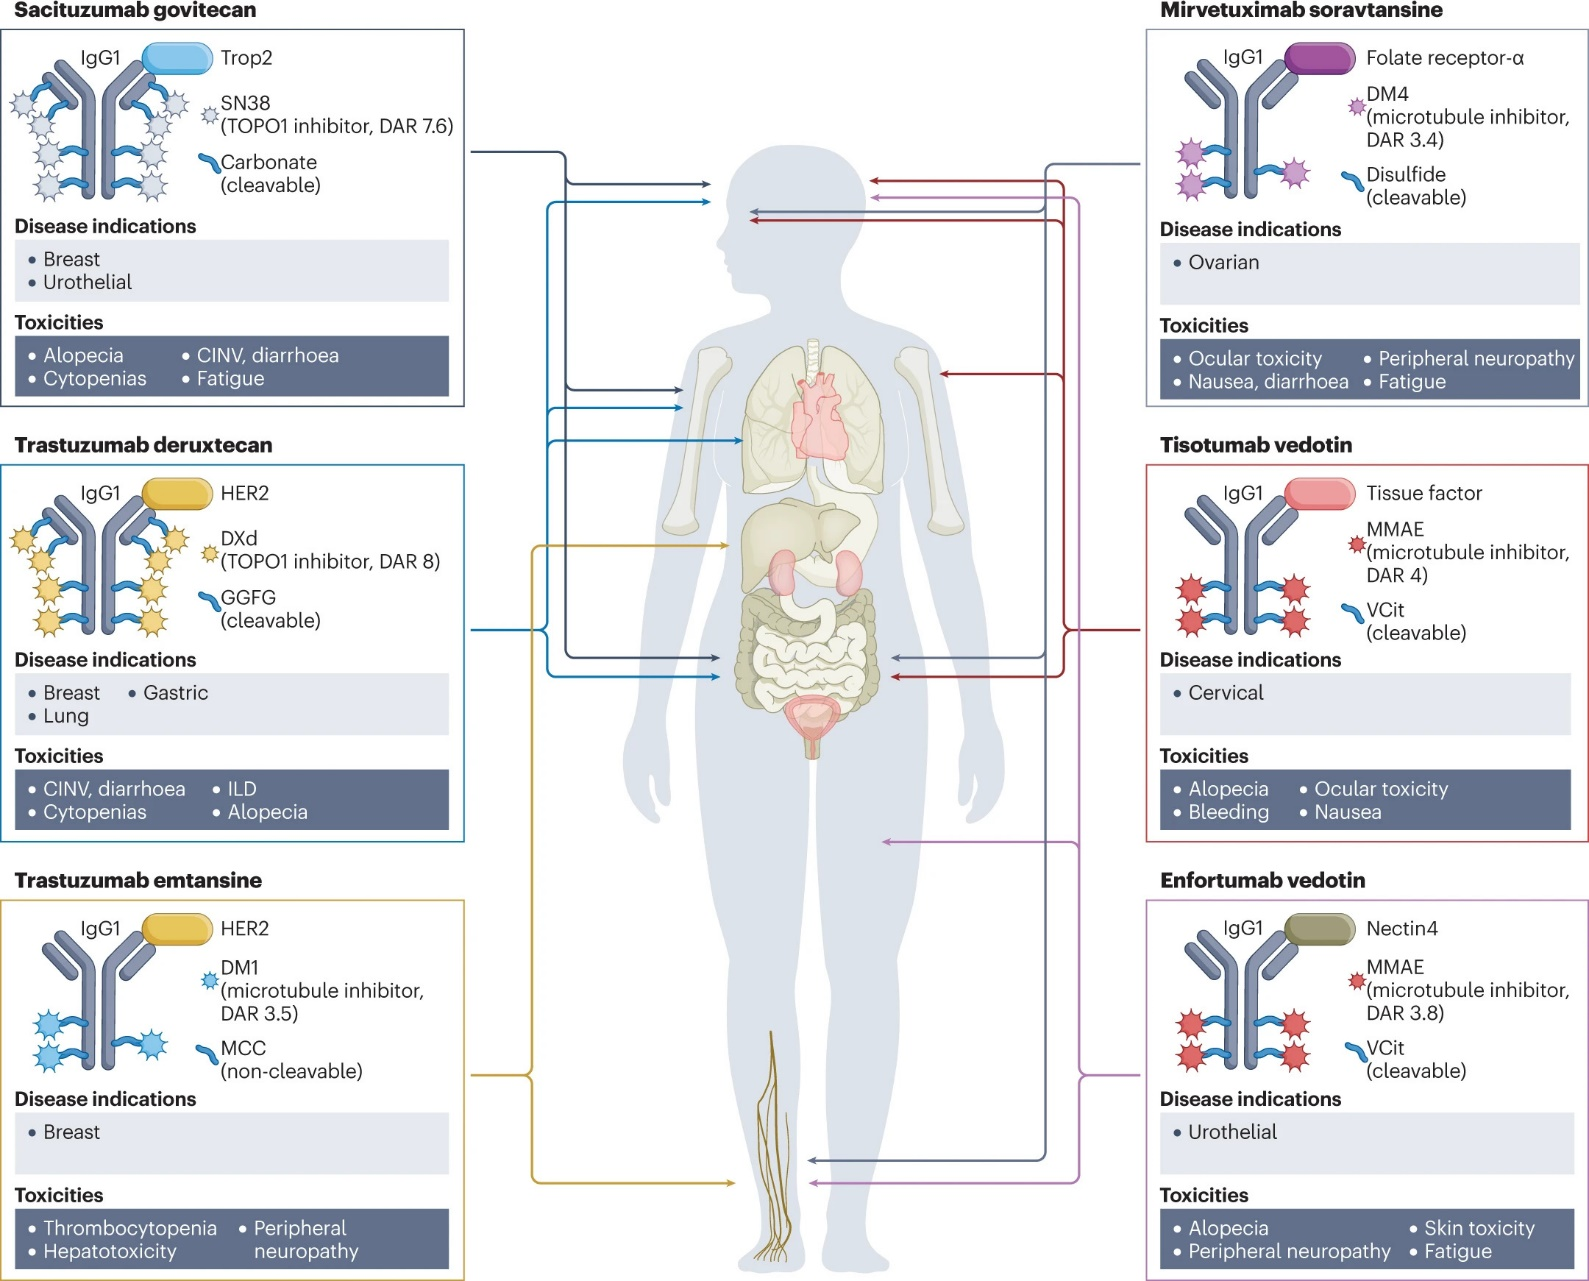 Sacituzumab govitecan
IgG1
Trop2
SN38
(TOPO1 inhibitor, DAR 7.6)
Carbonate
(cleavable)
Disease indications
• Breast
• Urothelial
Toxicities
• Alopecia
• CINV, diarrhoea
• Cytopenias
• Fatigue
Trastuzumab deruxtecan
IgG1
HER2
DXd
(TOPO1 inhibitor, DAR 8)
GGFG
(cleavable)
Disease indications
• Breast
• Gastric
• Lung
Toxicities
• CINV, diarrhoea
• ILD
• Cytopenias
• Alopecia
Trastuzumab emtansine
IgG1
HER2
DM1
(microtubule inhibitor,
DAR 3.5)
MCC
(non-cleavable)
Disease indications
• Breast
Toxicities
• Thrombocytopenia
• Peripheral
neuropathy
• Hepatotoxicity
Mirvetuximab soravtansine
IgG1
Folate receptor-α
DM4
(microtubule inhibitor,
DAR 3.4)
Disulfide
(cleavable)
Disease indications
• Ovarian
Toxicities
• Ocular toxicity
• Peripheral neuropathy
• Nausea, diarrhoea
• Fatigue
Tisotumab vedotin
IgG1
Tissue factor
MMAE
(microtubule inhibitor,
DAR 4)
VCit
(cleavable)
Disease indications
• Cervical
Toxicities
• Alopecia
• Ocular toxicity
• Bleeding
• Nausea
Enfortumab vedotin
IgG1
Nectin4
MMAE
(microtubule inhibitor,
DAR 3.8)
VCit
(cleavable)
Disease indications
• Urothelial
Toxicities
• Alopecia
• Skin toxicity
• Peripheral neuropathy
• Fatigue